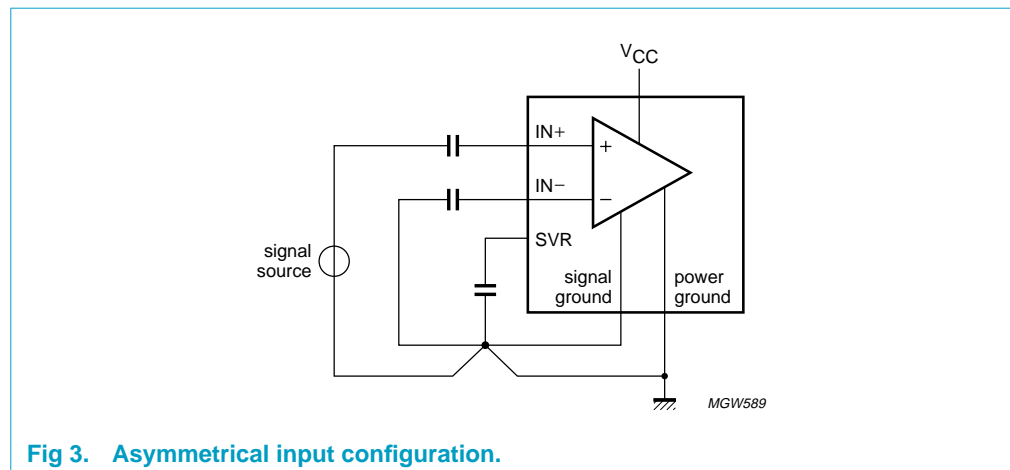 VCC
IN+
+
IN−
−
SVR
signal
source
signal
ground
power
ground
MGW589
Fig 3. Asymmetrical input configuration.